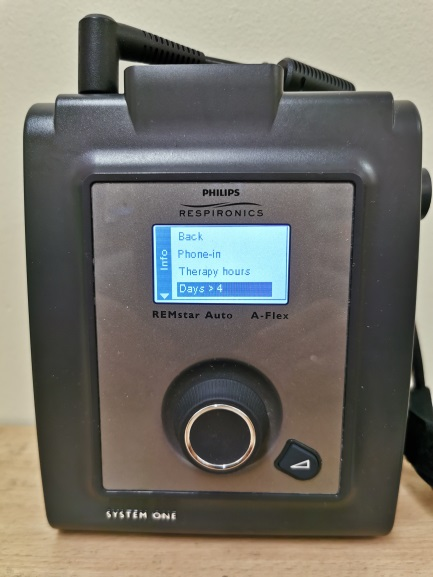 PHILIPS
RESPIRONICS
Info
Back
Phone-in
Therapy hours
Days > 4
REMstar Auto A-Flex
SYSTEM ONE